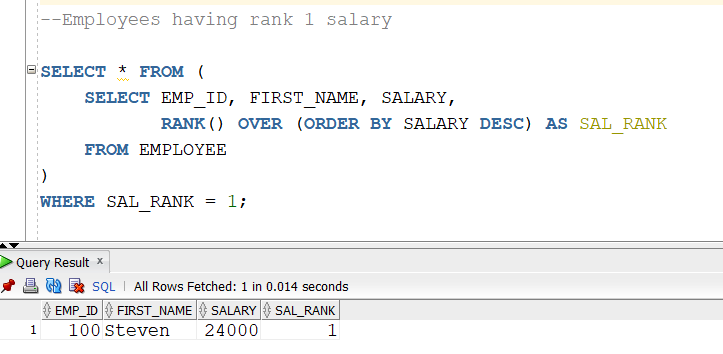 --Employees having rank 1 salary
SELECT * FROM (
SELECT EMP_ID, FIRST_NAME, SALARY,
RANK() OVER (ORDER BY SALARY DESC) AS SAL_RANK
FROM EMPLOYEE
)
WHERE SAL_RANK = 1;
Query Result x
SQL | All Rows Fetched: 1 in 0.014 seconds
EMP_ID FIRST_NAME SALARY SAL_RANK
1 100 Steven 24000 1